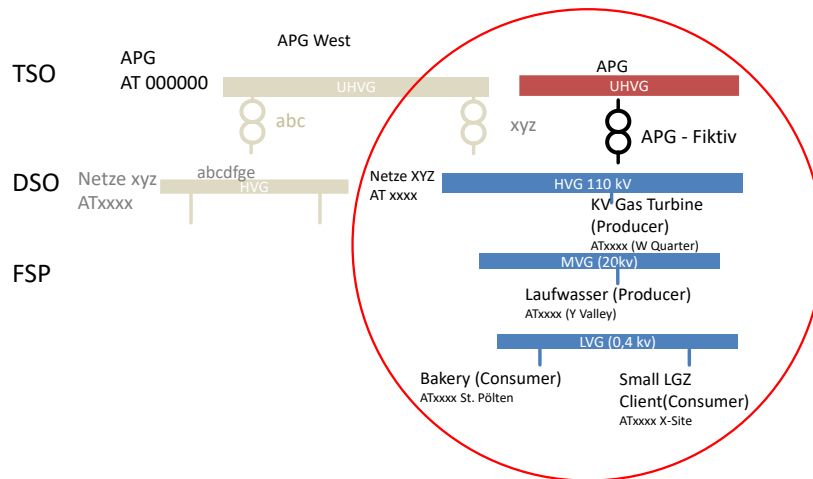 APG West
APG
AT 000000
TSO
APG
UHVG
UHVG
abc
xyz
APG - Fiktiv
DSO
Netze xyz
ATxxxx
abcdfge
HVG
Netze XYZ
AT xxxx
HVG 110 kV
KV Gas Turbine
(Producer)
ATxxxx (W Quarter)
FSP
MVG (20kv)
Laufwasser (Producer)
ATxxxx (Y Valley)
LVG (0,4 kv)
Bakery (Consumer)
ATxxxx St. Pölten
Small LGZ
Client(Consumer)
ATxxxx X-Site